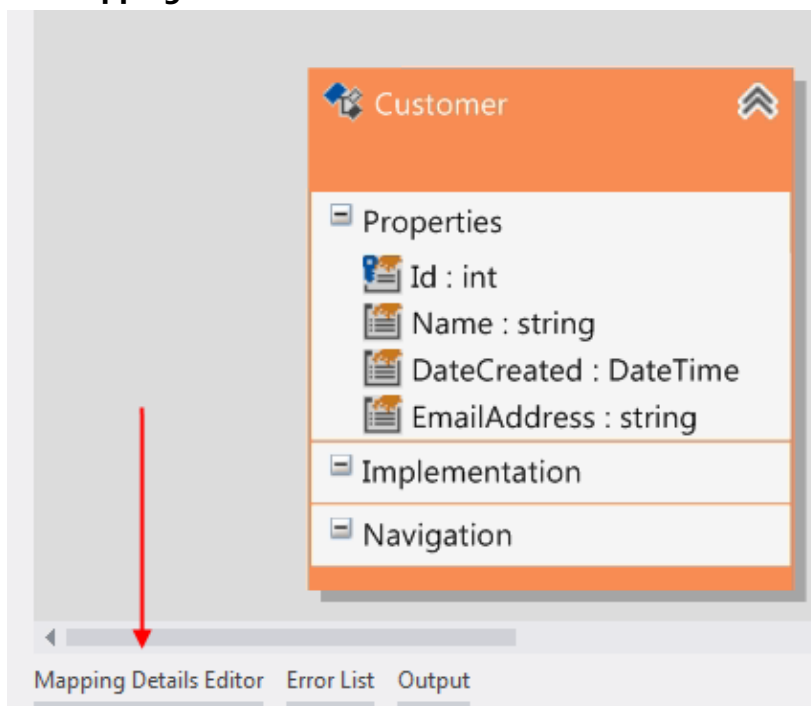 Customer
Properties
Id : int
Name : string
DateCreated : DateTime
EmailAddress : string
Implementation
Navigation
Mapping Details Editor Error List Output